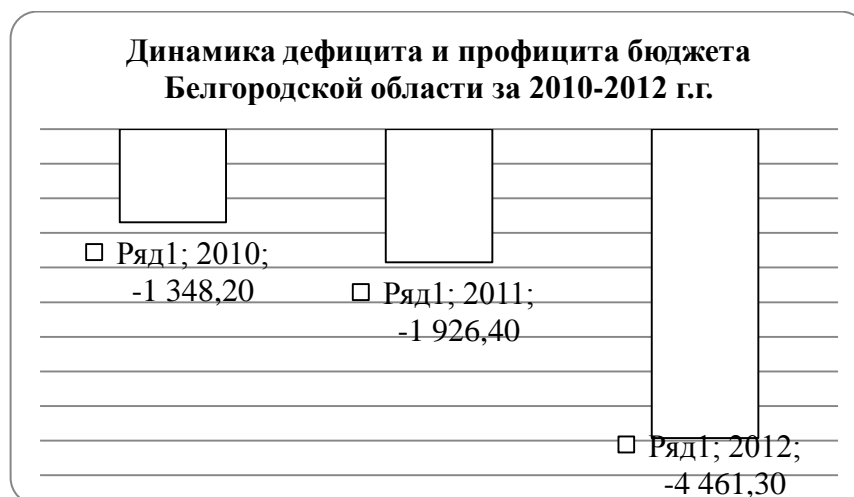 Динамика дефицита и профицита бюджета
Белгородской области за 2010-2012 г.г.
Ряд1; 2010;
-1 348,20
Ряд1; 2011;
-1 926,40
Ряд1; 2012;
-4 461,30